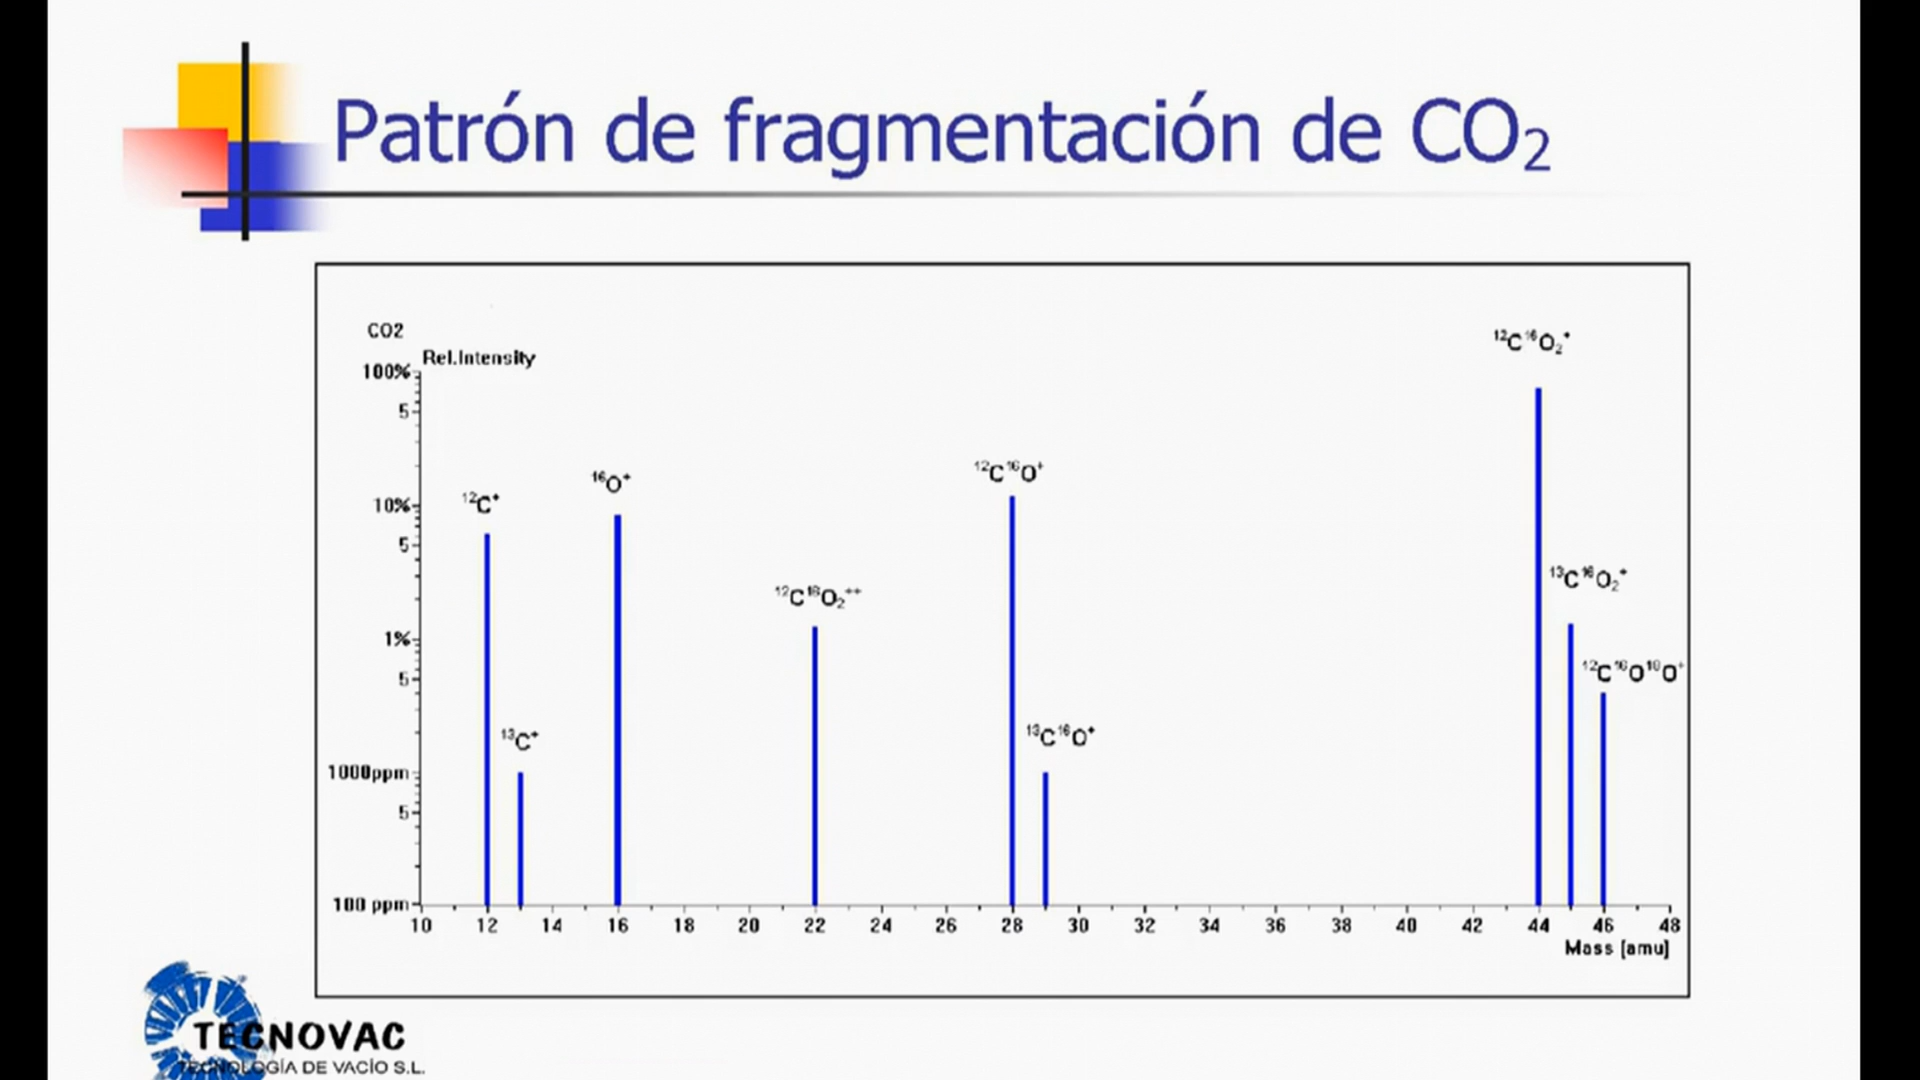 Patrón de fragmentación de CO₂
CO2
Rel.Intensity
100%
5
10%
5
1%
5
1000ppm
5
100 ppm
¹²C⁺
¹³C⁺
¹⁶O⁺
¹²C¹⁶O₂⁺⁺
¹²C¹⁶O⁺
¹³C¹⁶O⁺
¹²C¹⁶O₂⁺
¹³C¹⁶O₂⁺
¹²C¹⁶O¹⁸O⁺
10 12 14 16 18 20 22 24 26 28 30 32 34 36 38 40 42 44 46 48
Mass [amu]
TECNOVAC
TECNOLOGÍA DE VACÍO S.L.